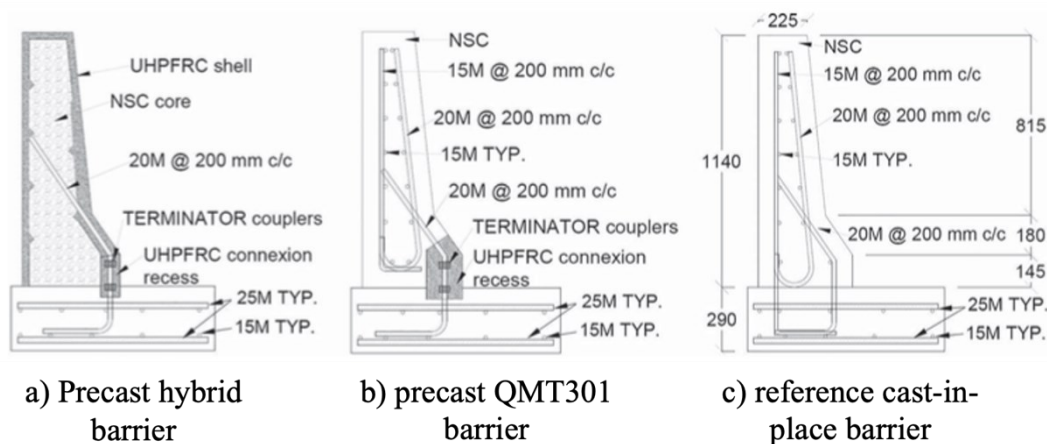 UHPFRC shell
NSC core
20M @ 200 mm c/c
TERMINATOR couplers
UHPFRC connexion
recess
25M TYP.
15M TYP.
a) Precast hybrid
barrier
NSC
15M @ 200 mm c/c
20M @ 200 mm c/c
15M TYP.
20M @ 200 mm c/c
TERMINATOR couplers
UHPFRC connexion
recess
25M TYP.
15M TYP.
b) precast QMT301
barrier
225
NSC
15M @ 200 mm c/c
20M @ 200 mm c/c
815
1140
15M TYP.
20M @ 200 mm c/c
180
145
290
25M TYP.
15M TYP.
c) reference cast-in-
place barrier